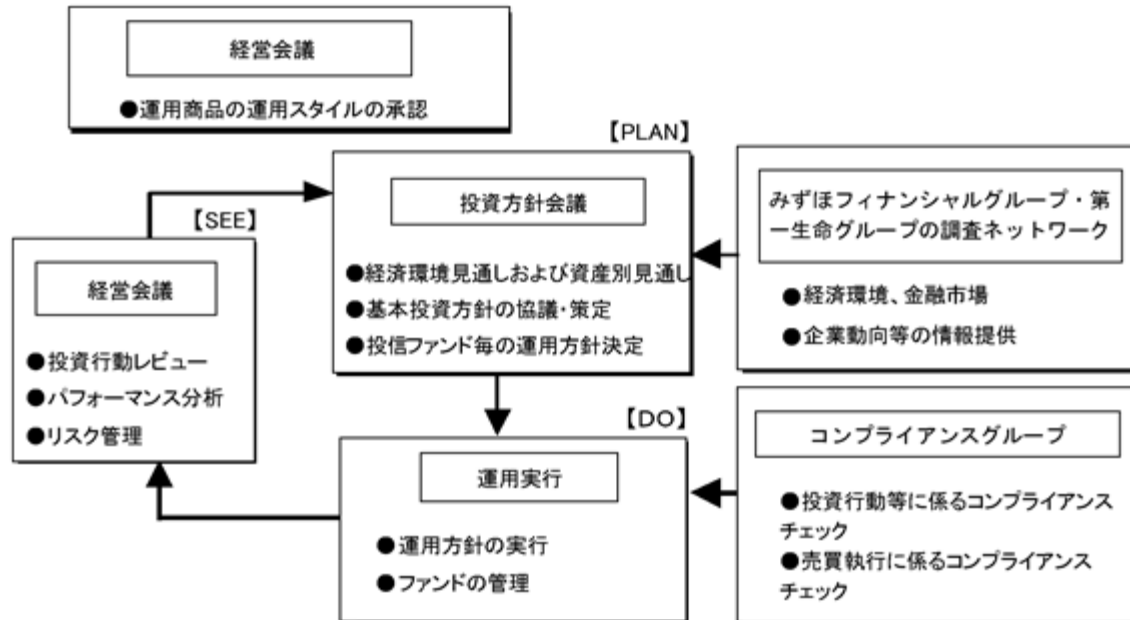 経営会議
●運用商品の運用スタイルの承認
【PLAN】
投資方針会議
●経済環境見通しおよび資産別見通し
●基本投資方針の協議・策定
●投信ファンド毎の運用方針決定
みずほフィナンシャルグループ・第
一生命グループの調査ネットワーク
●経済環境、金融市場
●企業動向等の情報提供
【SEE】
経営会議
●投資行動レビュー
●パフォーマンス分析
●リスク管理
【DO】
運用実行
●運用方針の実行
●ファンドの管理
コンプライアンスグループ
●投資行動等に係るコンプライアンス
チェック
●売買執行に係るコンプライアンス
チェック